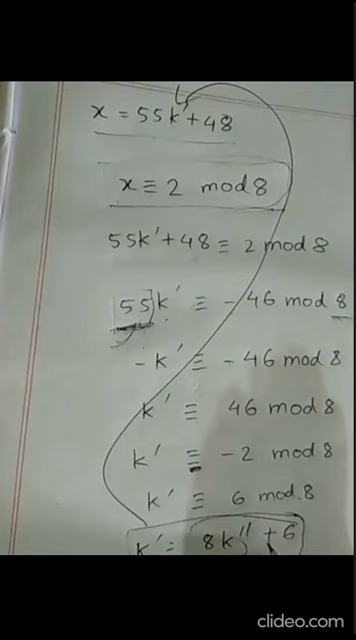 x = 55k' + 48
x ≡ 2 mod 8
55k' + 48 ≡ 2 mod 8
55k' ≡ - 46 mod 8
- k' ≡ - 46 mod 8
k' ≡ 46 mod 8
k' ≡ -2 mod 8
k' ≡ 6 mod 8
k' = 8k'' + 6
clideo.com